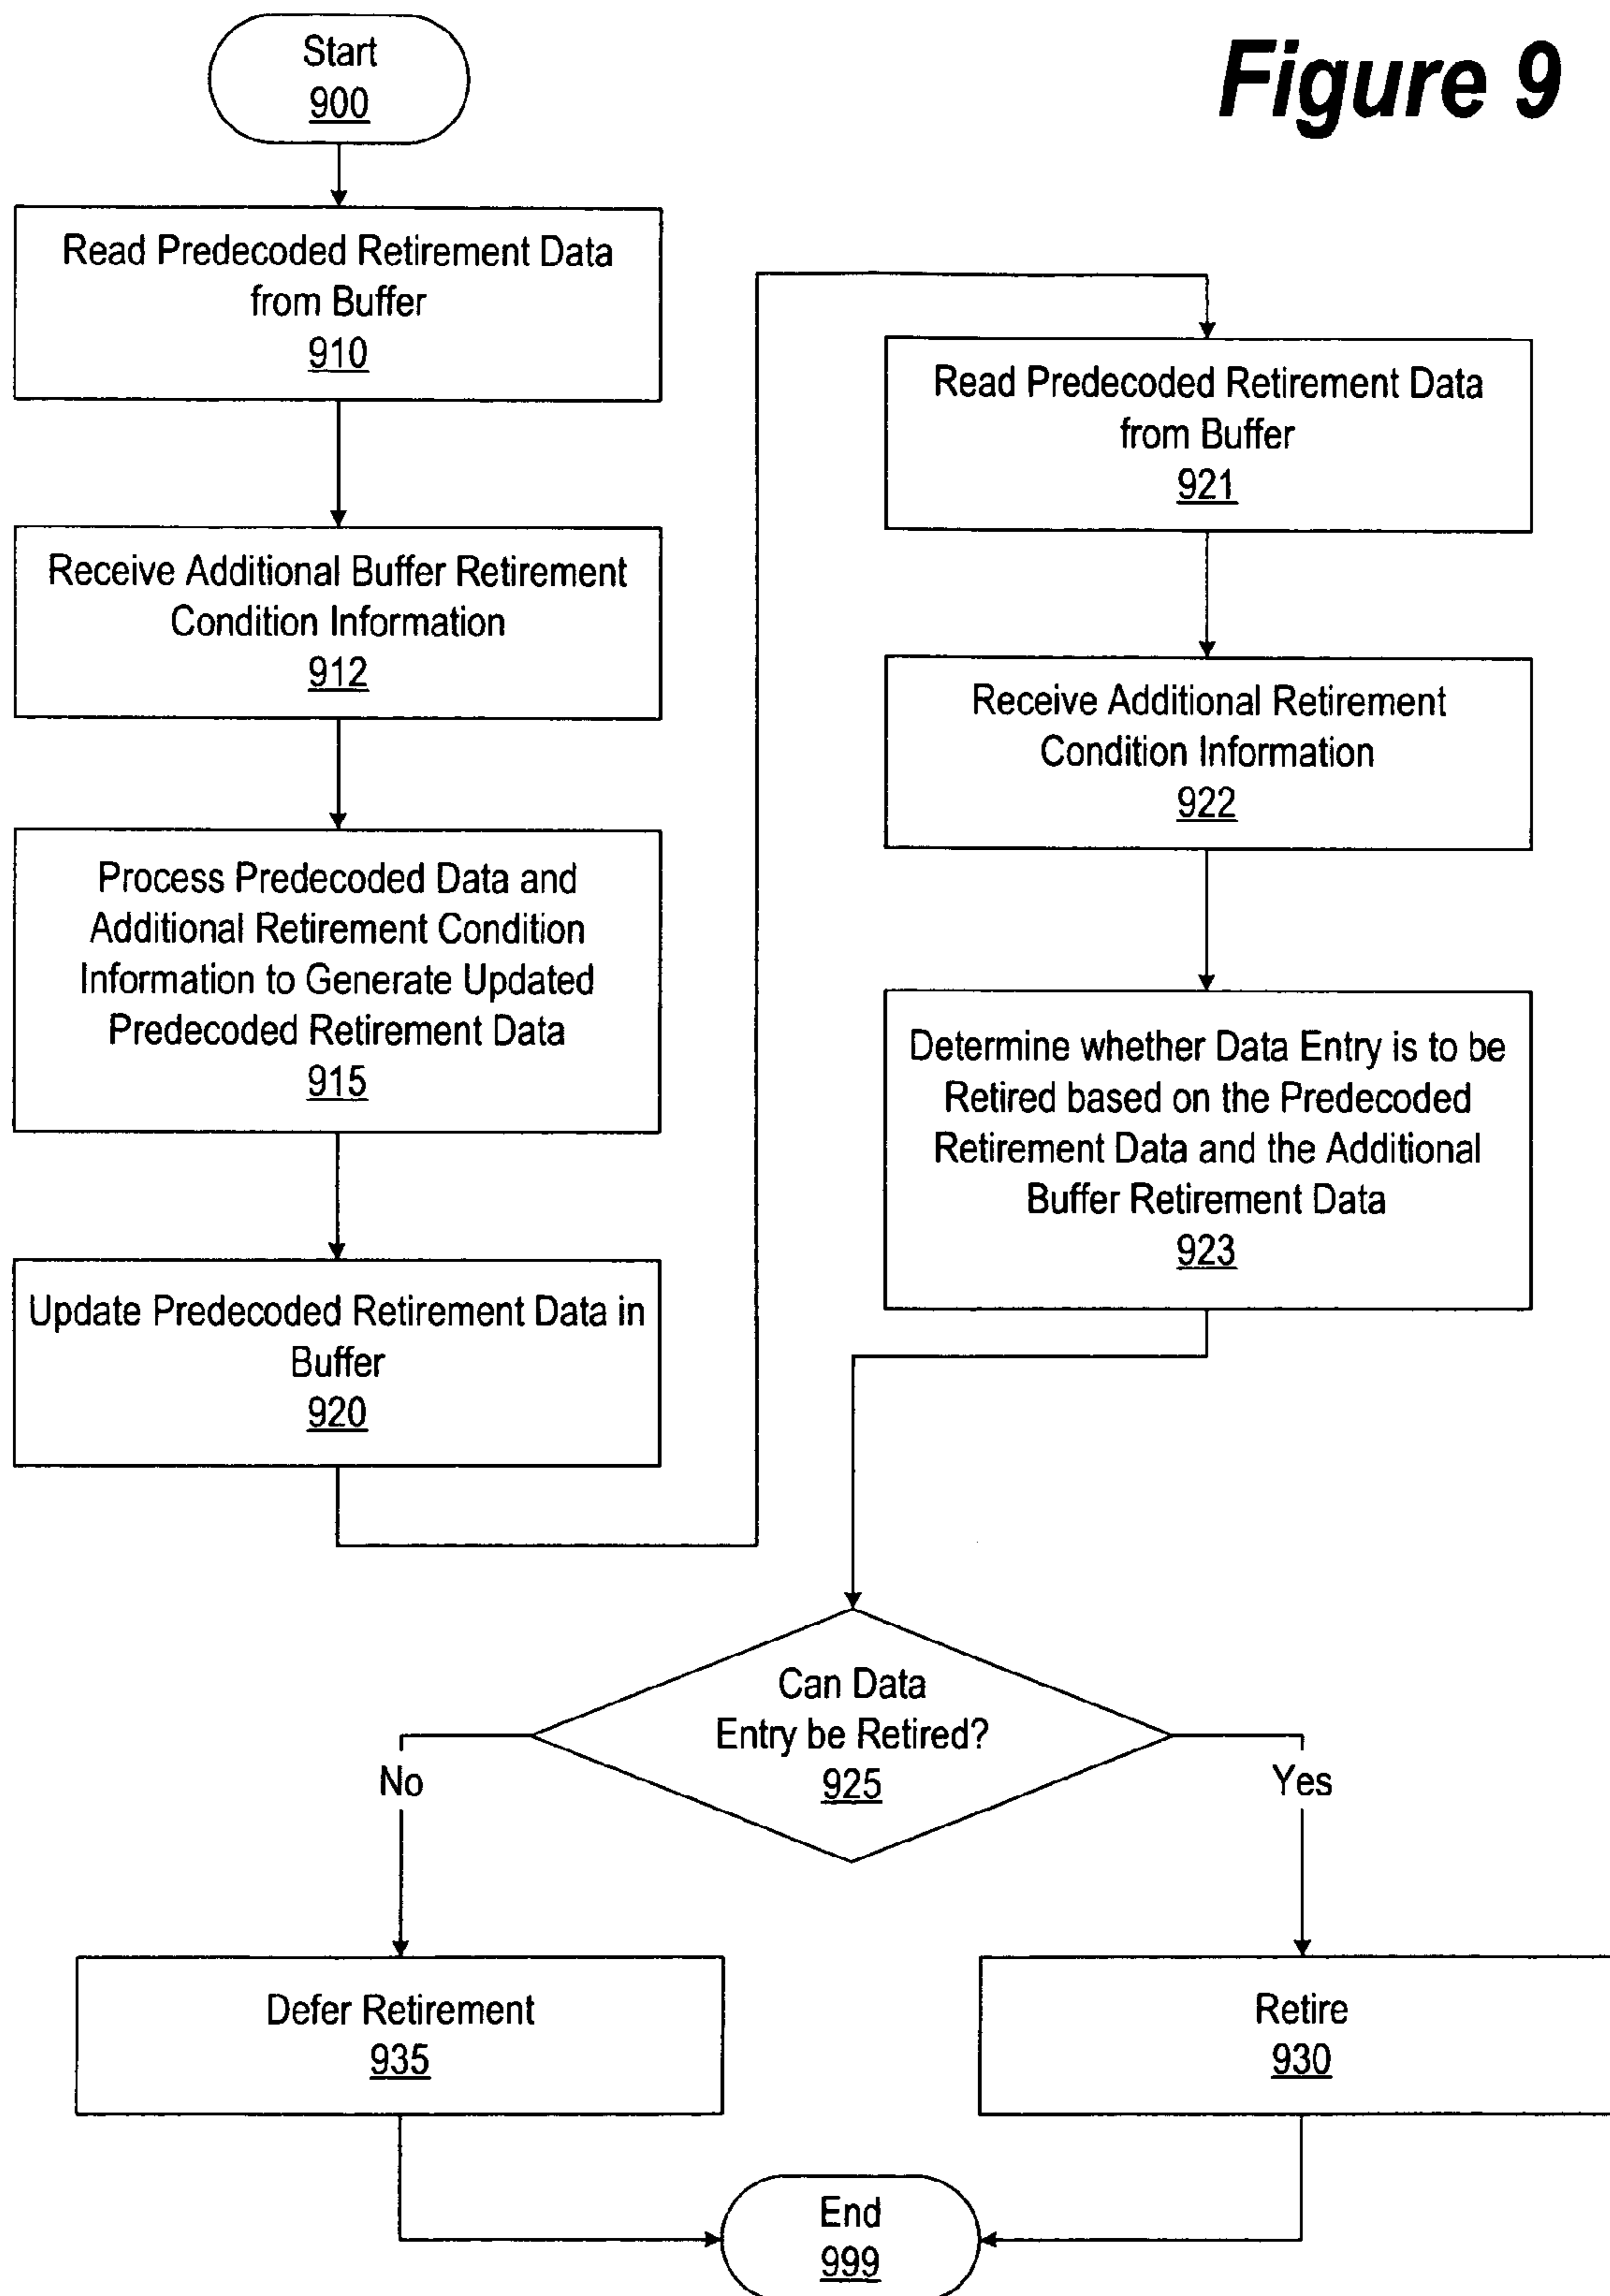 Figure 9
Start
900
Read Predecoded Retirement Data
from Buffer
910
Receive Additional Buffer Retirement
Condition Information
912
Process Predecoded Data and
Additional Retirement Condition
Information to Generate Updated
Predecoded Retirement Data
915
Update Predecoded Retirement Data in
Buffer
920
Read Predecoded Retirement Data
from Buffer
921
Receive Additional Retirement
Condition Information
922
Determine whether Data Entry is to be
Retired based on the Predecoded
Retirement Data and the Additional
Buffer Retirement Data
923
Can Data
Entry be Retired?
925
No
Yes
Defer Retirement
935
Retire
930
End
999